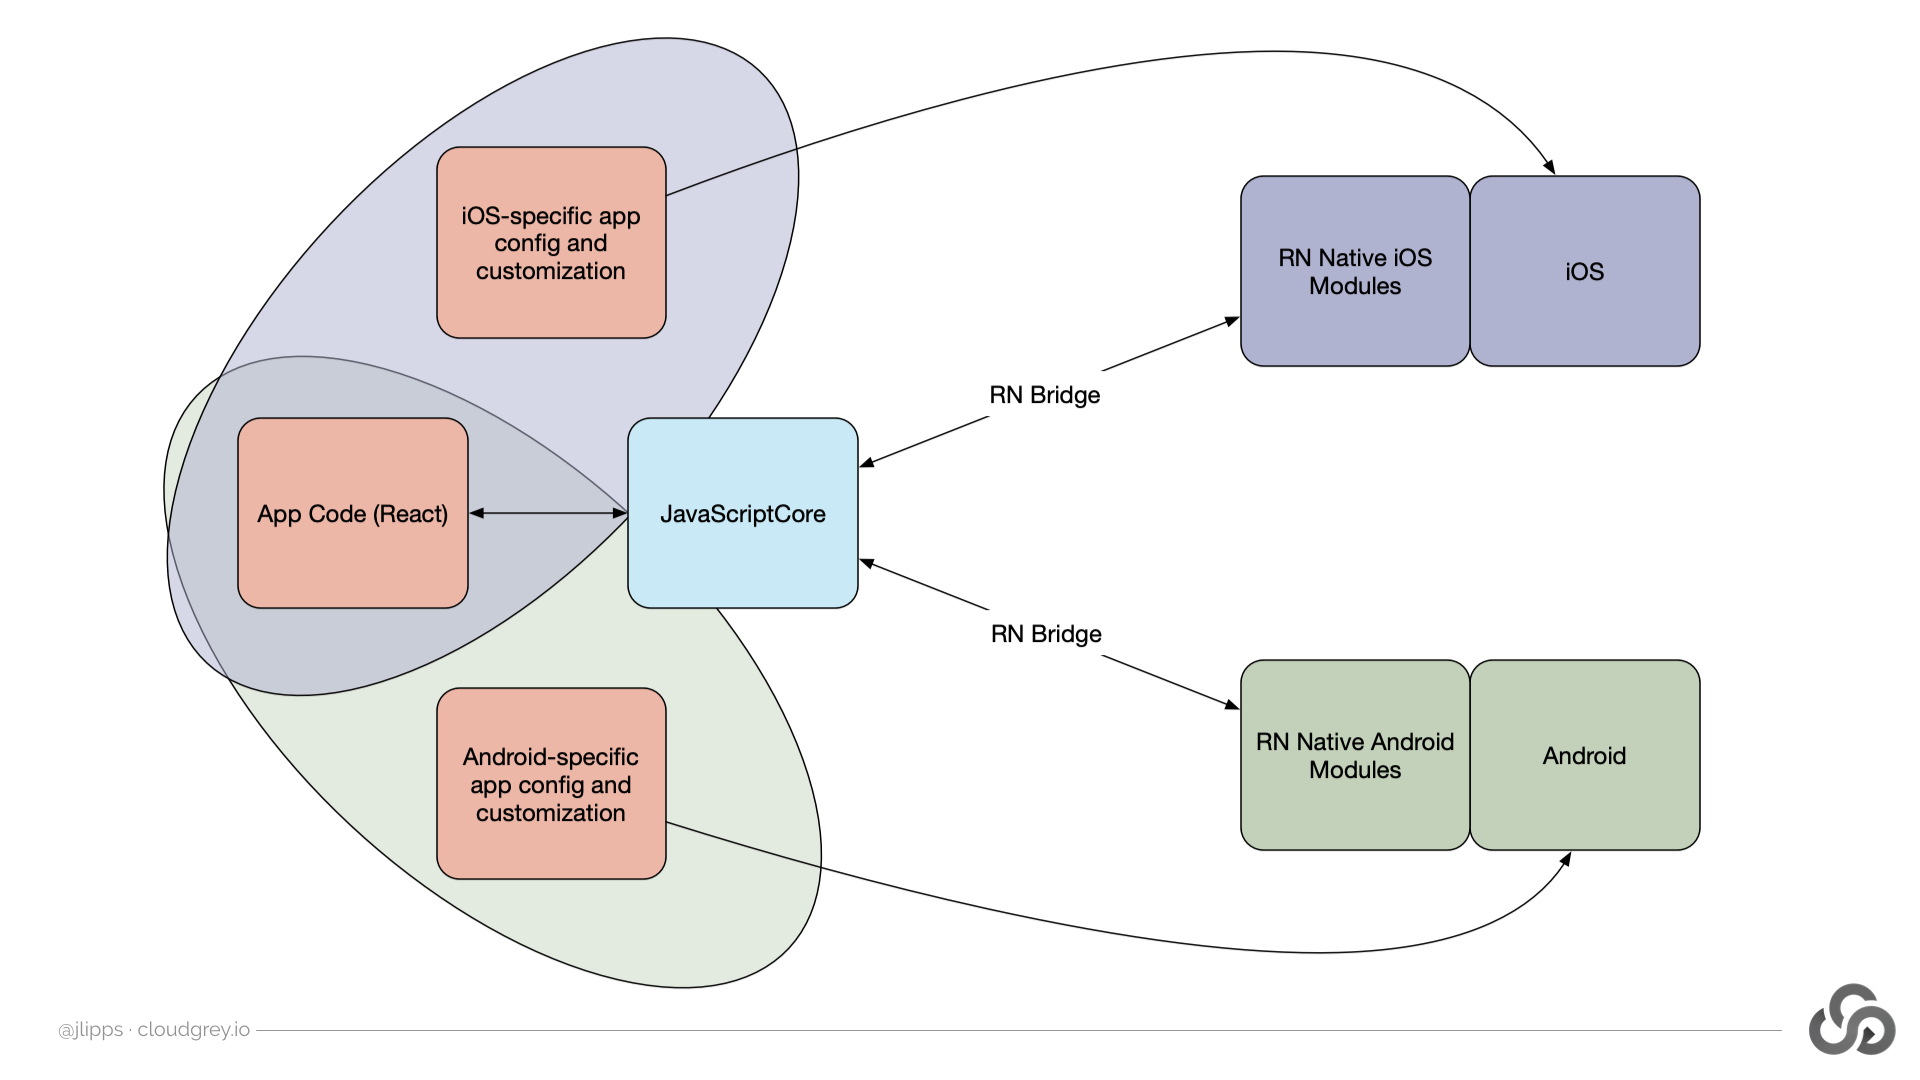 iOS-specific app
config and
customization
RN Native iOS
Modules
iOS
RN Bridge
App Code (React)
JavaScriptCore
RN Bridge
Android-specific
app config and
customization
RN Native Android
Modules
Android
@jlipps · cloudgrey.io